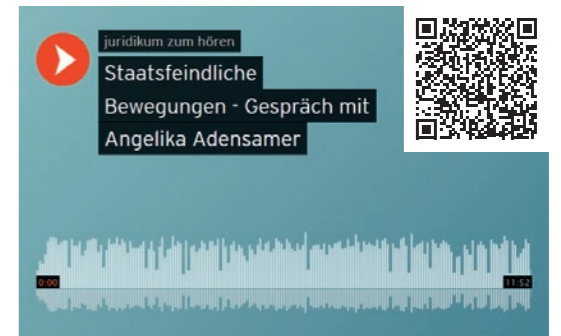 juridikum zum hören
Staatsfeindliche
Bewegungen - Gespräch mit
Angelika Adensamer
0:00
11:52